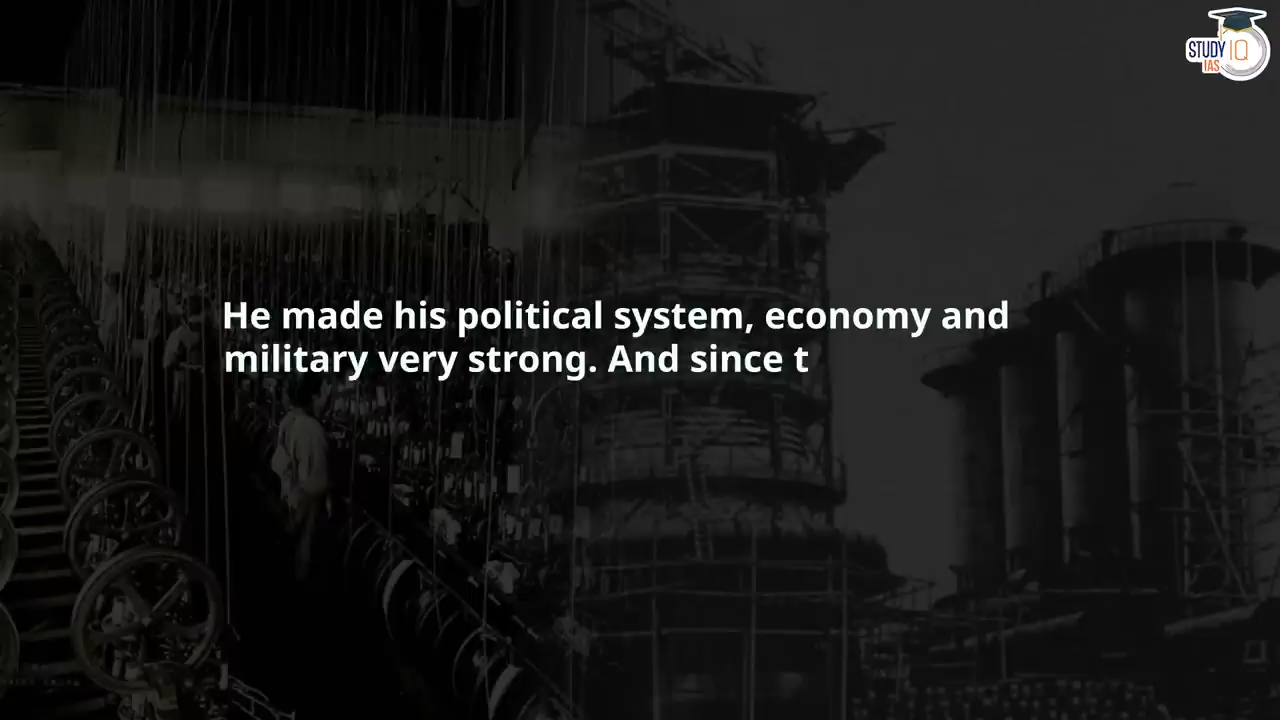 STUDY IQ
IAS
He made his political system, economy and
military very strong. And since t